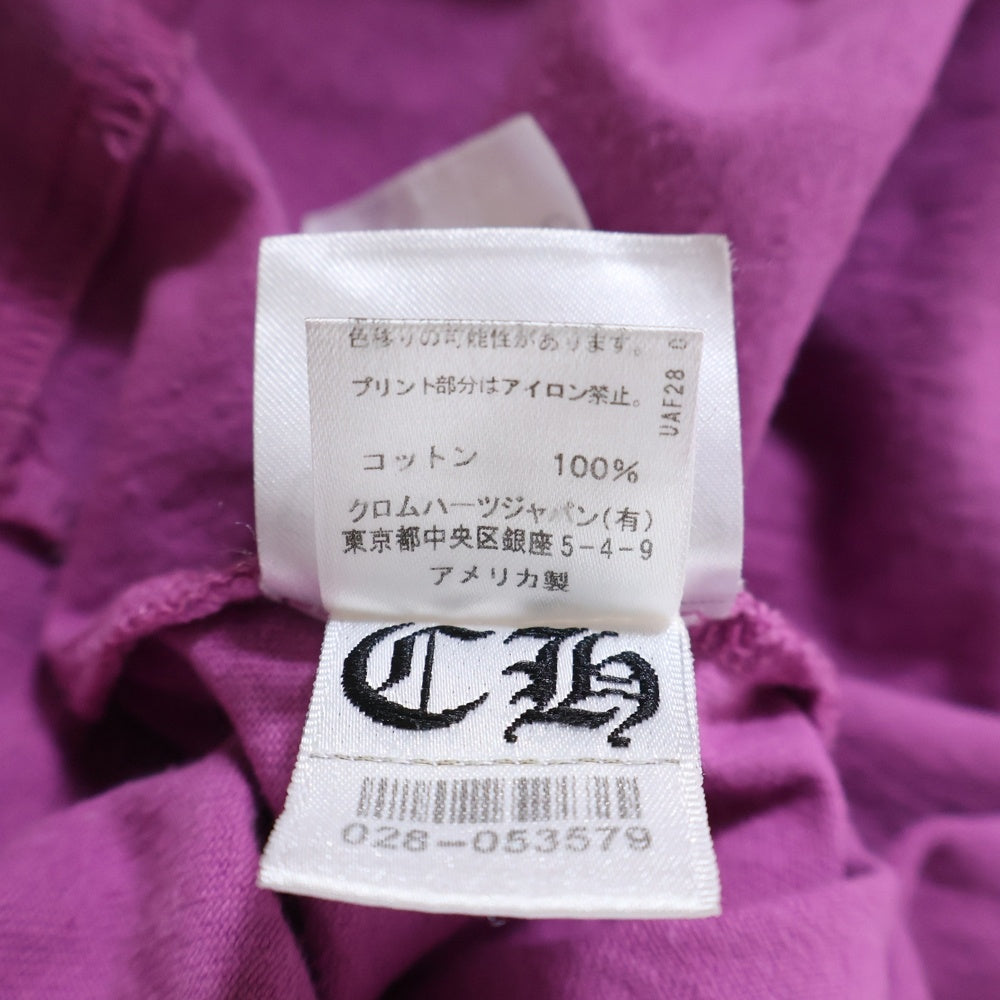 色移りの可能性があります。
プリント部分はアイロン禁止。
UAF28
コットン 100%
クロムハーツジャパン(有)
東京都中央区銀座5-4-9
アメリカ製
CH
028-053579